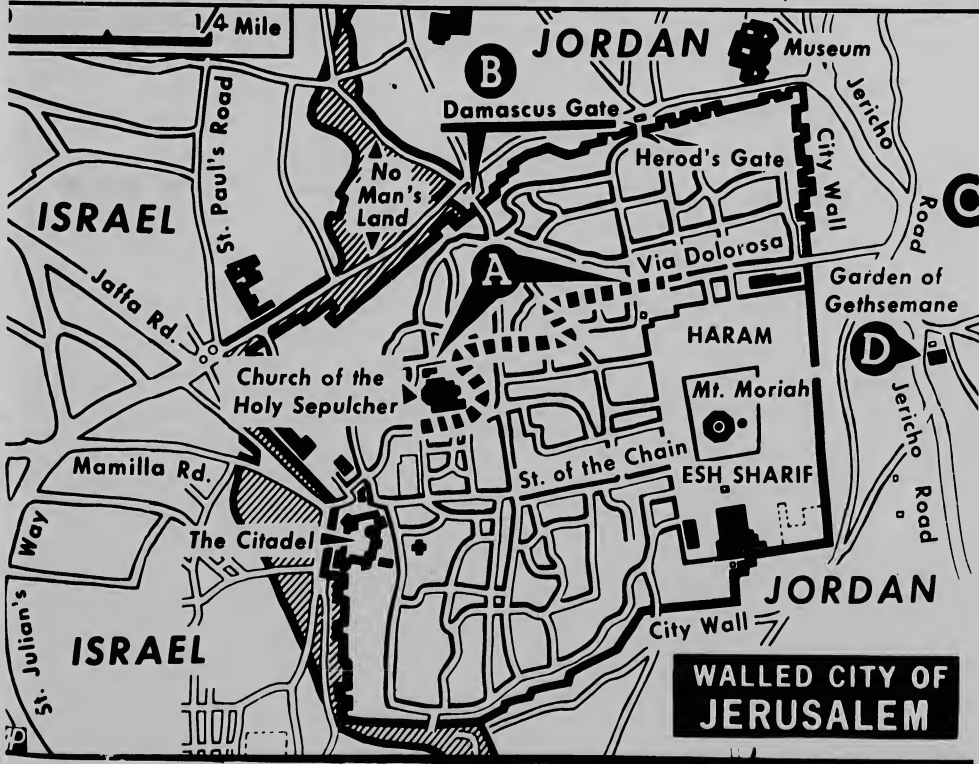 1/4 Mile
JORDAN
Museum
B
Damascus Gate
Jericho
Road
St. Paul's Road
No
Man's
Land
Herod's Gate
City Wall
C
ISRAEL
A
Via Dolorosa
Garden of
Gethsemane
Jaffa Rd.
HARAM
D
Church of the
Holy Sepulcher
Mt. Moriah
Jericho
Road
Mamilla Rd.
St. of the Chain
ESH SHARIF
The Citadel
St. Julian's
Way
JORDAN
ISRAEL
City Wall
WALLED CITY OF
JERUSALEM